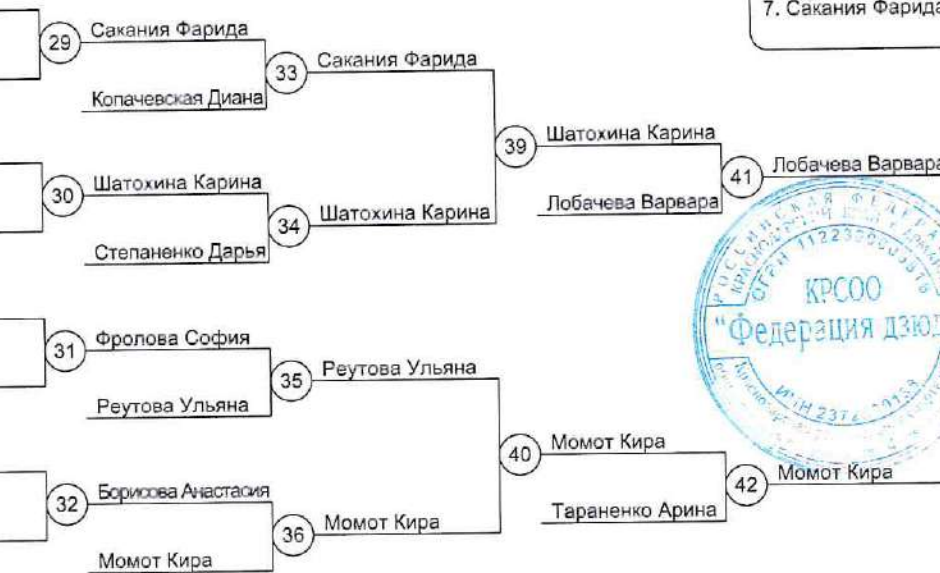 7. Сакания Фарида
29 Сакания Фарида
33 Сакания Фарида
Копачевская Диана
39 Шатохина Карина
30 Шатохина Карина
41 Лобачева Варвара
Лобачева Варвара
34 Шатохина Карина
Степаненко Дарья
КРСОО
"Федерация дзюд
31 Фролова София
35 Реутова Ульяна
Реутова Ульяна
40 Момот Кира
42 Момот Кира
32 Борисова Анастасия
Тараненко Арина
36 Момот Кира
Момот Кира